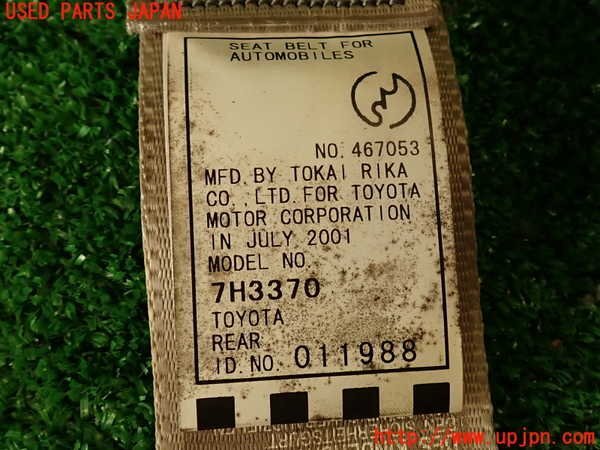 USED PARTS JAPAN
SEAT BELT FOR
AUTOMOBILES
NO. 467053
MFD. BY TOKAI RIKA
CO., LTD. FOR TOYOTA
MOTOR CORPORATION
IN JULY 2001
MODEL NO.
7H3370
TOYOTA
REAR
ID. NO. 011988
http://www.upjpn.com/